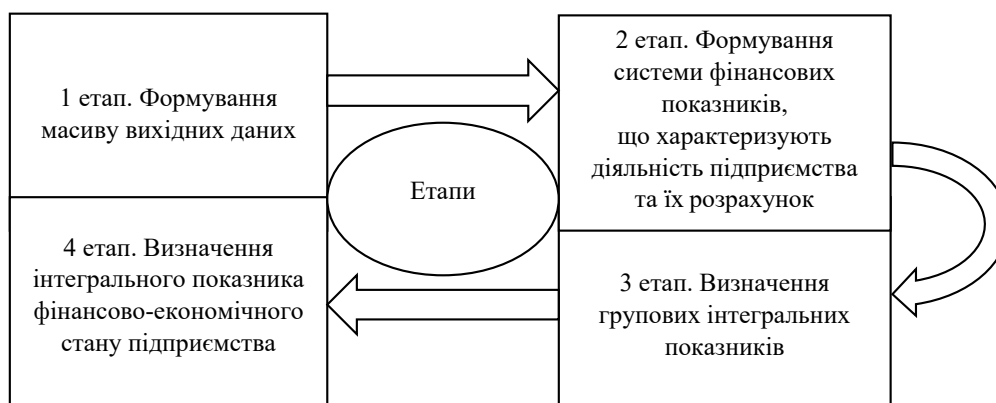 1 етап. Формування
масиву вихідних даних
2 етап. Формування
системи фінансових
показників,
що характеризують
діяльність підприємства
та їх розрахунок
Етапи
4 етап. Визначення
інтегрального показника
фінансово-економічного
стану підприємства
3 етап. Визначення
групових інтегральних
показників